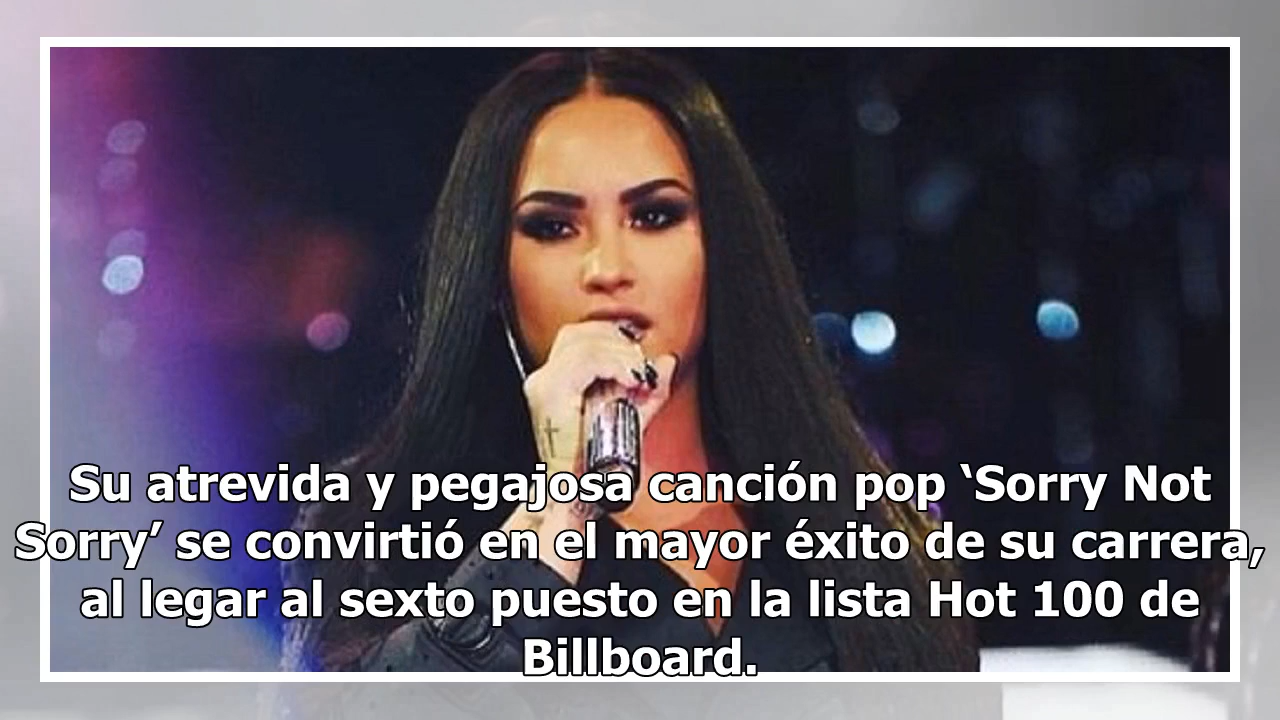 Su atrevida y pegajosa canción pop ‘Sorry Not
Sorry’ se convirtió en el mayor éxito de su carrera,
al legar al sexto puesto en la lista Hot 100 de
Billboard.